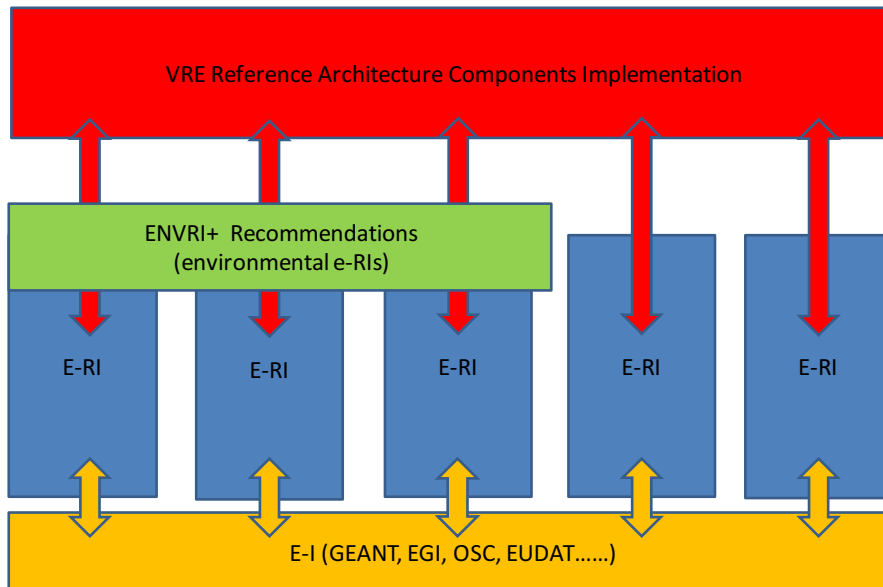 VRE Reference Architecture Components Implementation
ENVRI+ Recommendations
(environmental e-RIs)
E-RI
E-RI
E-RI
E-RI
E-RI
E-I (GEANT, EGI, OSC, EUDAT......)